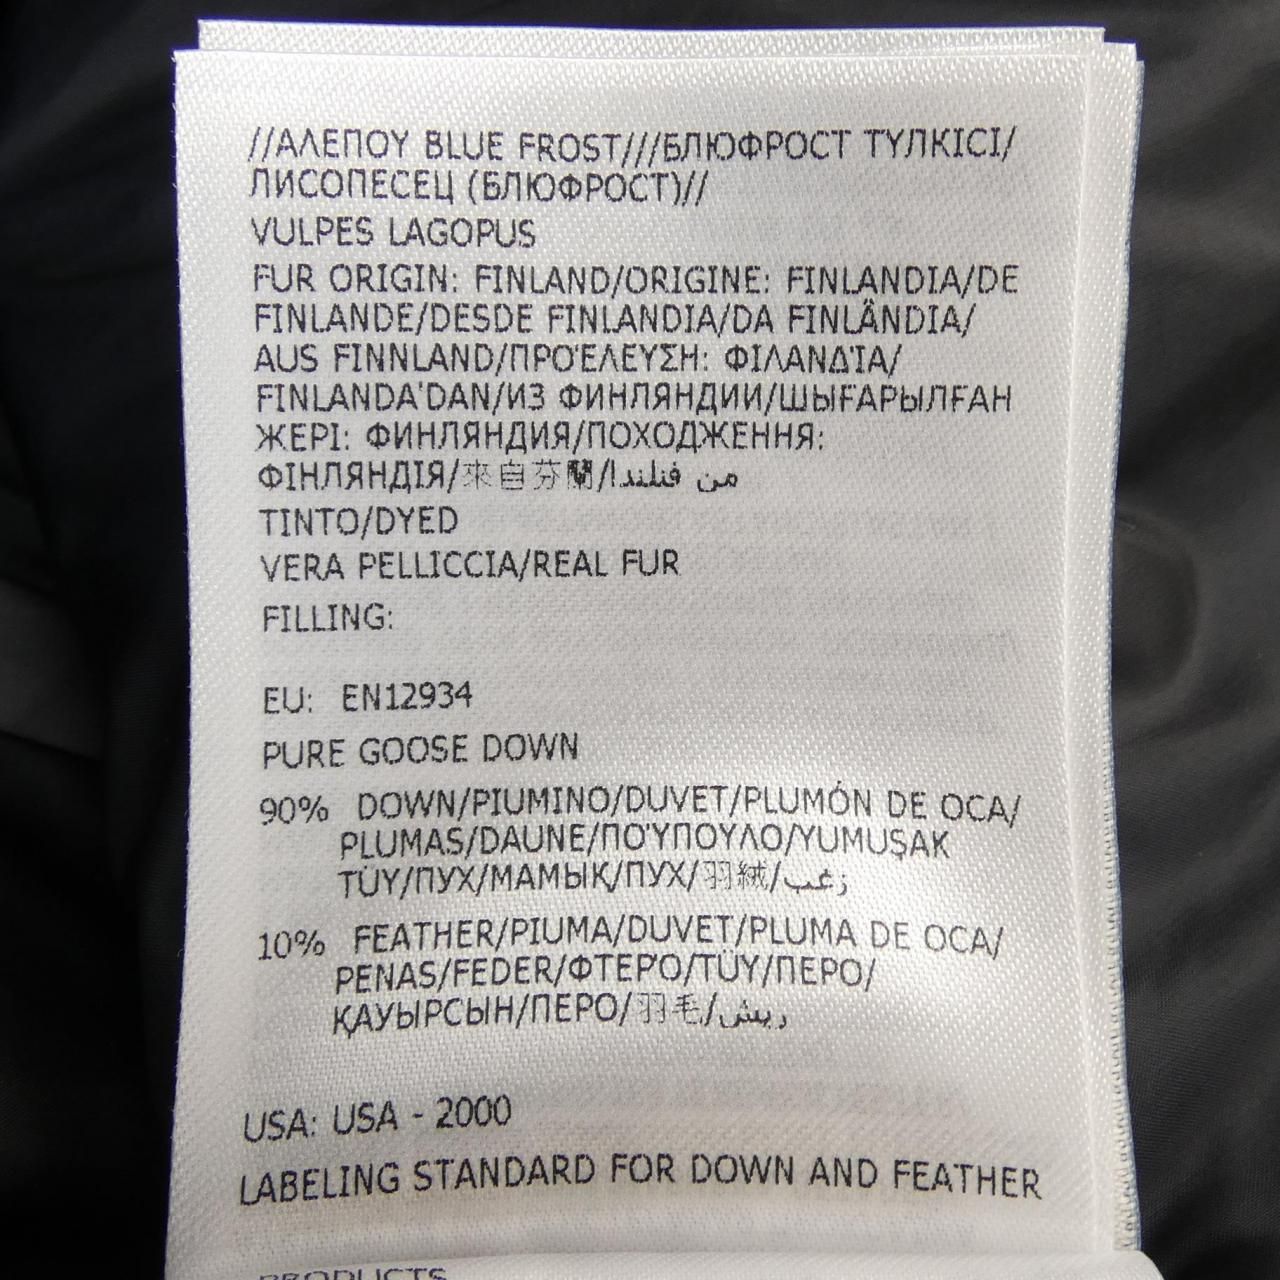 //ΑΛΕΠΟΥ BLUE FROST///БЛЮФРОСТ ТҮЛКІСІ/
ЛИСОПЕСЕЦ (БЛЮФРОСТ)//
VULPES LAGOPUS
FUR ORIGIN: FINLAND/ORIGINE: FINLANDIA/DE
FINLANDE/DESDE FINLANDIA/DA FINLÄNDIA/
AUS FINNLAND/ΠΡΟΈΛΕΥΣΗ: ΦΙΛΑΝΔΊΑ/
FINLANDA'DAN/ИЗ ФИНЛЯНДИИ/ШЫҒАРЫЛҒАН
ЖЕРІ: ФИНЛЯНДИЯ/ПОХОДЖЕННЯ:
ФІНЛЯНДІЯ/來自芬蘭/من فنلندا
TINTO/DYED
VERA PELLICCIA/REAL FUR
FILLING:
EU: EN12934
PURE GOOSE DOWN
90% DOWN/PIUMINO/DUVET/PLUMÓN DE OCA/
PLUMAS/DAUNE/ΠΟΎΠΟΥΛΟ/YUMUŞAK
TÜY/ПУХ/МАМЫҚ/ПУХ/羽絨/زغب
10% FEATHER/PIUMA/DUVET/PLUMA DE OCA/
PENAS/FEDER/ΦΤΕΡΌ/TÜY/ПЕРО/
ҚАУЫРСЫН/ПЕРО/羽毛/ريش
USA: USA - 2000
LABELING STANDARD FOR DOWN AND FEATHER
PRODUCTS